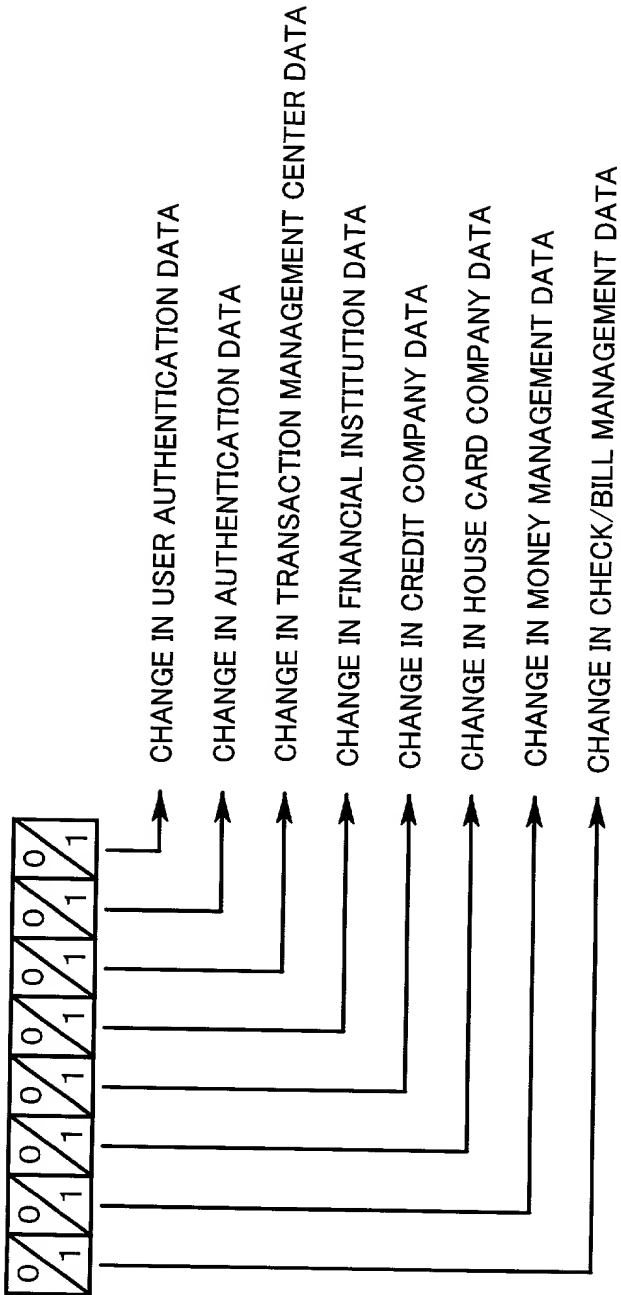 0/1 0/1 0/1 0/1 0/1 0/1 0/1 0/1
CHANGE IN USER AUTHENTICATION DATA
CHANGE IN AUTHENTICATION DATA
CHANGE IN TRANSACTION MANAGEMENT CENTER DATA
CHANGE IN FINANCIAL INSTITUTION DATA
CHANGE IN CREDIT COMPANY DATA
CHANGE IN HOUSE CARD COMPANY DATA
CHANGE IN MONEY MANAGEMENT DATA
CHANGE IN CHECK/BILL MANAGEMENT DATA